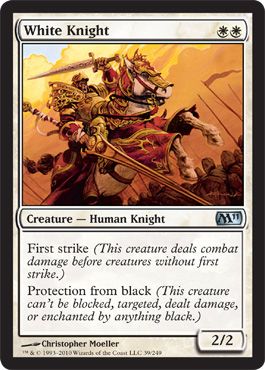 White Knight
Creature — Human Knight
M11
First strike (This creature deals combat
damage before creatures without first
strike.)
Protection from black (This creature
can't be blocked, targeted, dealt damage,
or enchanted by anything black.)
Christopher Moeller
2/2
™ & © 1993-2010 Wizards of the Coast LLC 39/249